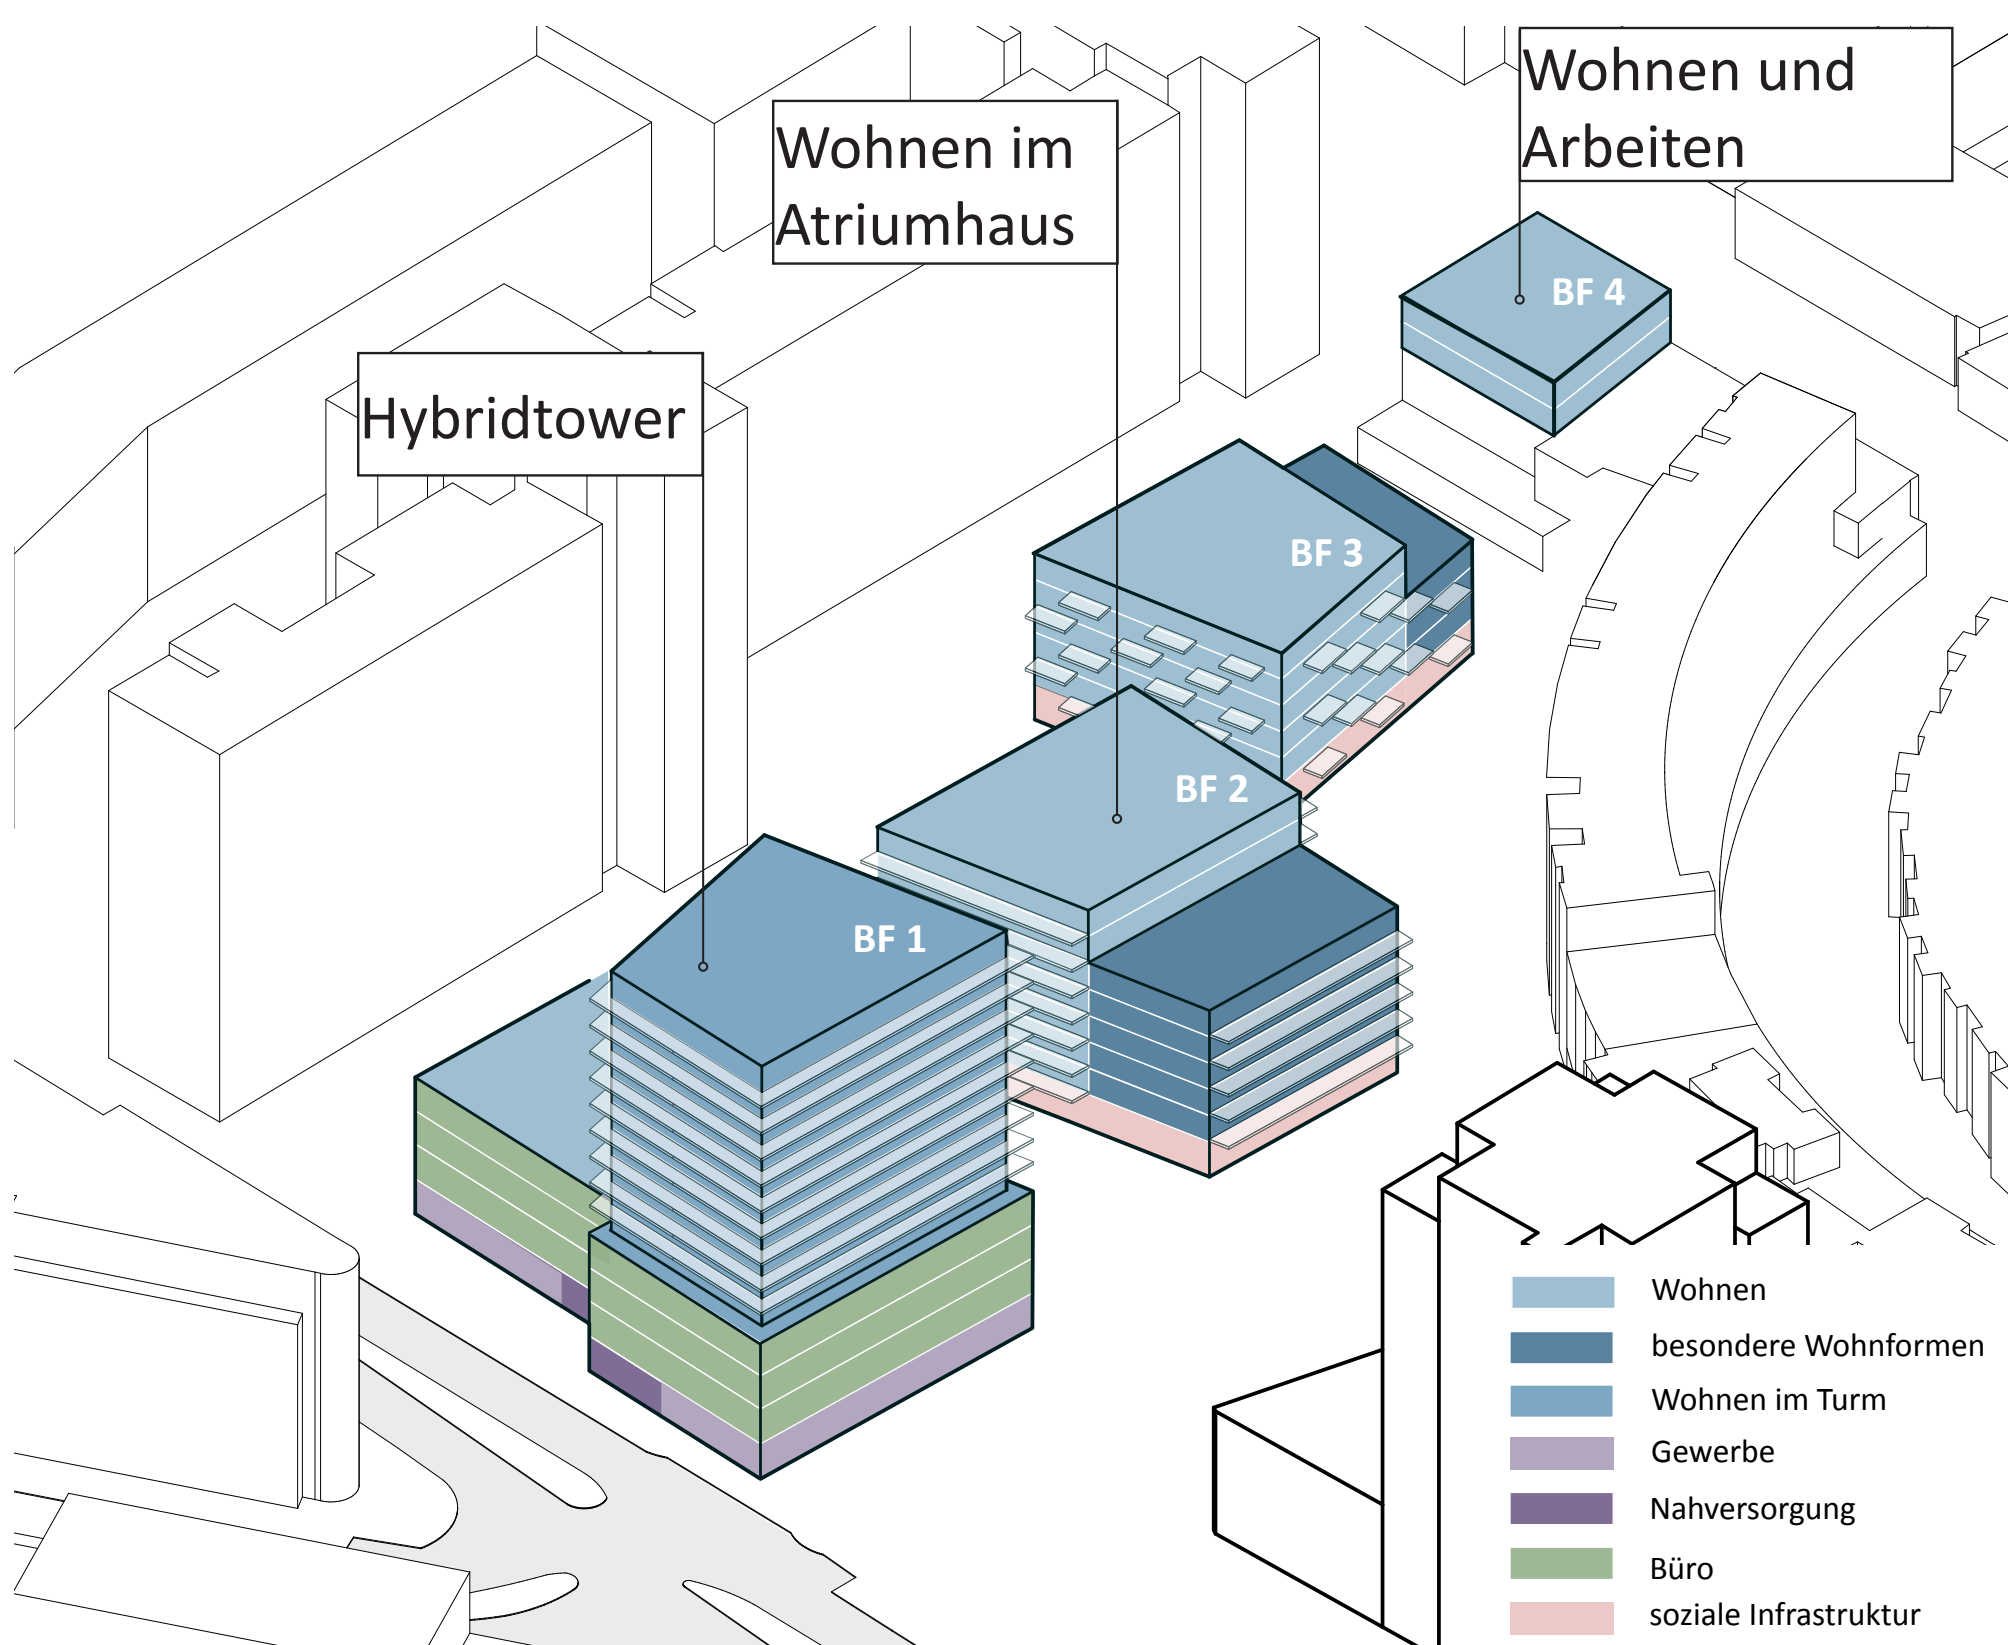 Wohnen und
Arbeiten
Wohnen im
Atriumhaus
Hybridtower
BF 4
BF 3
BF 2
BF 1
Wohnen
besondere Wohnformen
Wohnen im Turm
Gewerbe
Nahversorgung
Büro
soziale Infrastruktur